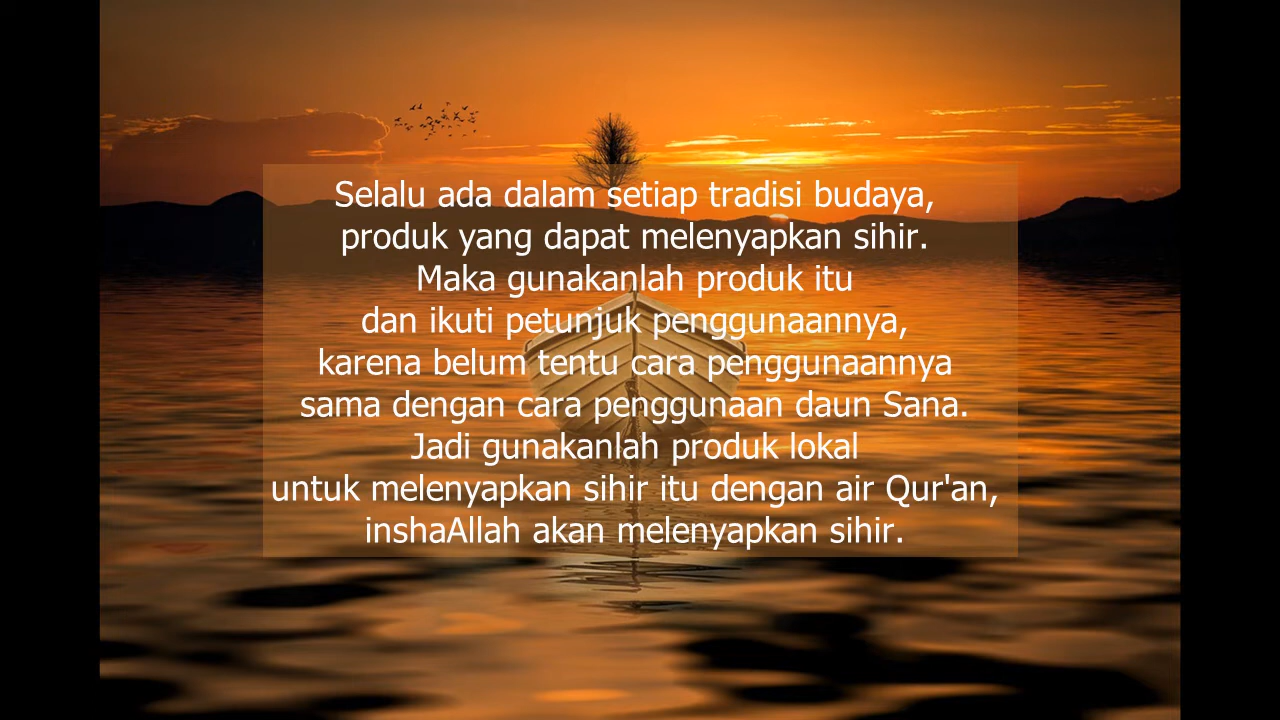 Selalu ada dalam setiap tradisi budaya,
produk yang dapat melenyapkan sihir.
Maka gunakanlah produk itu
dan ikuti petunjuk penggunaannya,
karena belum tentu cara penggunaannya
sama dengan cara penggunaan daun Sana.
Jadi gunakanlah produk lokal
untuk melenyapkan sihir itu dengan air Qur'an,
inshaAllah akan melenyapkan sihir.